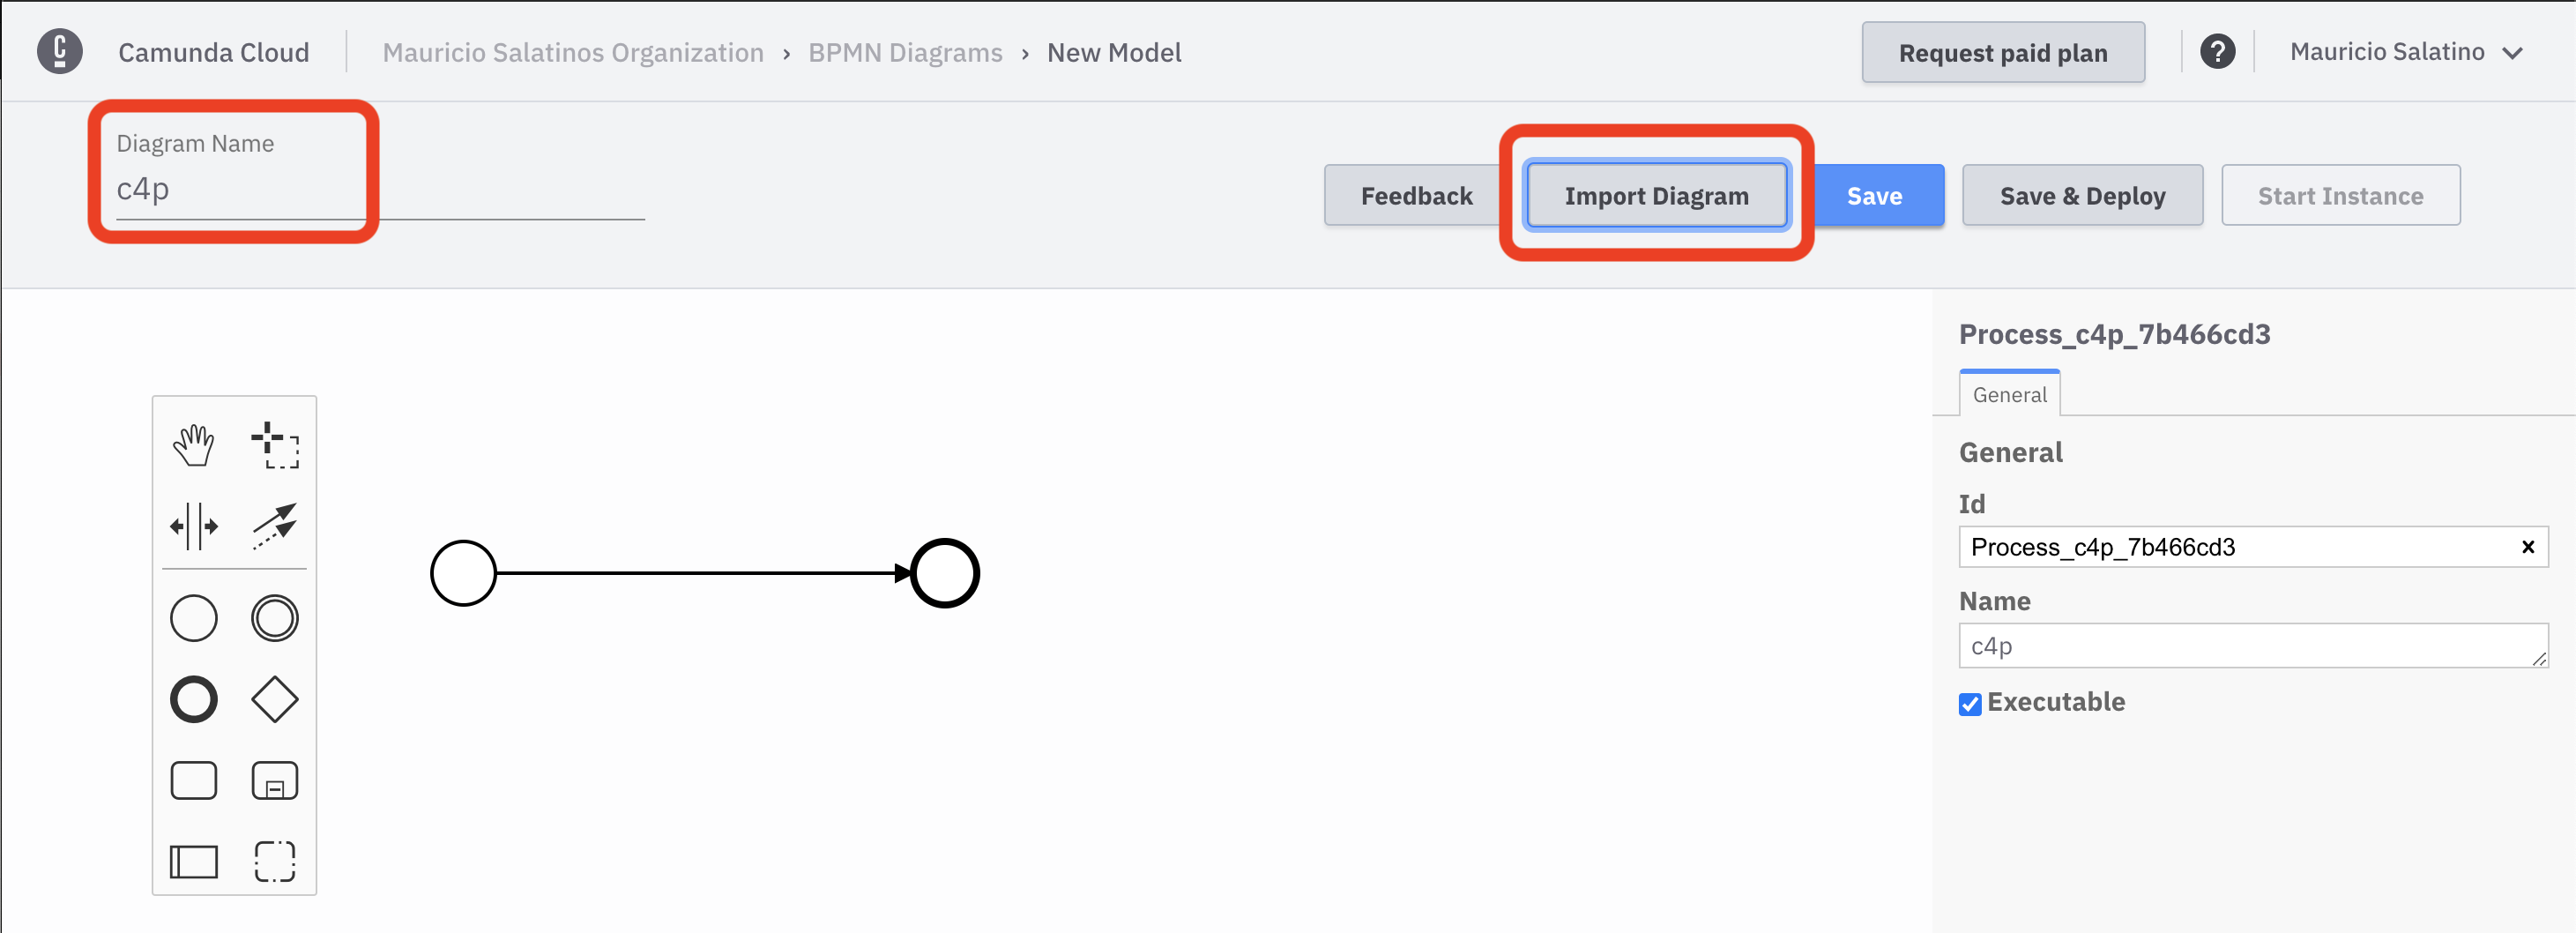 Camunda Cloud
Mauricio Salatinos Organization › BPMN Diagrams › New Model
Request paid plan
?
Mauricio Salatino
Diagram Name
c4p
Feedback
Import Diagram
Save
Save & Deploy
Start Instance
Process_c4p_7b466cd3
General
General
Id
Process_c4p_7b466cd3
Name
c4p
Executable